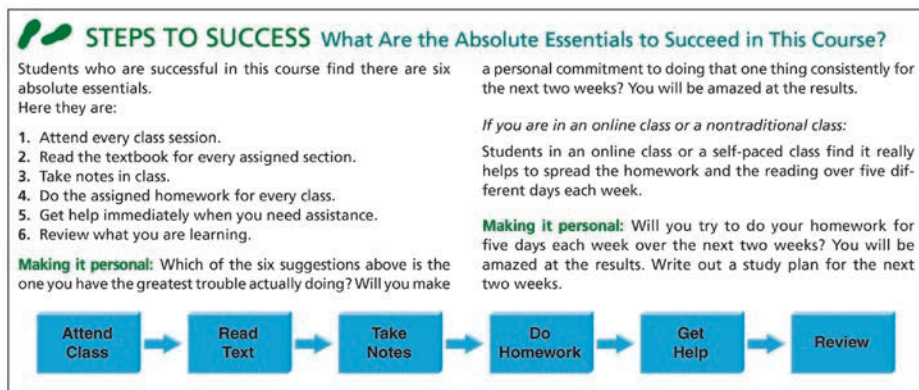 STEPS TO SUCCESS What Are the Absolute Essentials to Succeed in This Course?
Students who are successful in this course find there are six
absolute essentials.
Here they are:
1. Attend every class session.
2. Read the textbook for every assigned section.
3. Take notes in class.
4. Do the assigned homework for every class.
5. Get help immediately when you need assistance.
6. Review what you are learning.
Making it personal: Which of the six suggestions above is the
one you have the greatest trouble actually doing? Will you make
a personal commitment to doing that one thing consistently for
the next two weeks? You will be amazed at the results.
If you are in an online class or a nontraditional class:
Students in an online class or a self-paced class find it really
helps to spread the homework and the reading over five dif-
ferent days each week.
Making it personal: Will you try to do your homework for
five days each week over the next two weeks? You will be
amazed at the results. Write out a study plan for the next
two weeks.
Attend
Class
Read
Text
Take
Notes
Do
Homework
Get
Help
Review